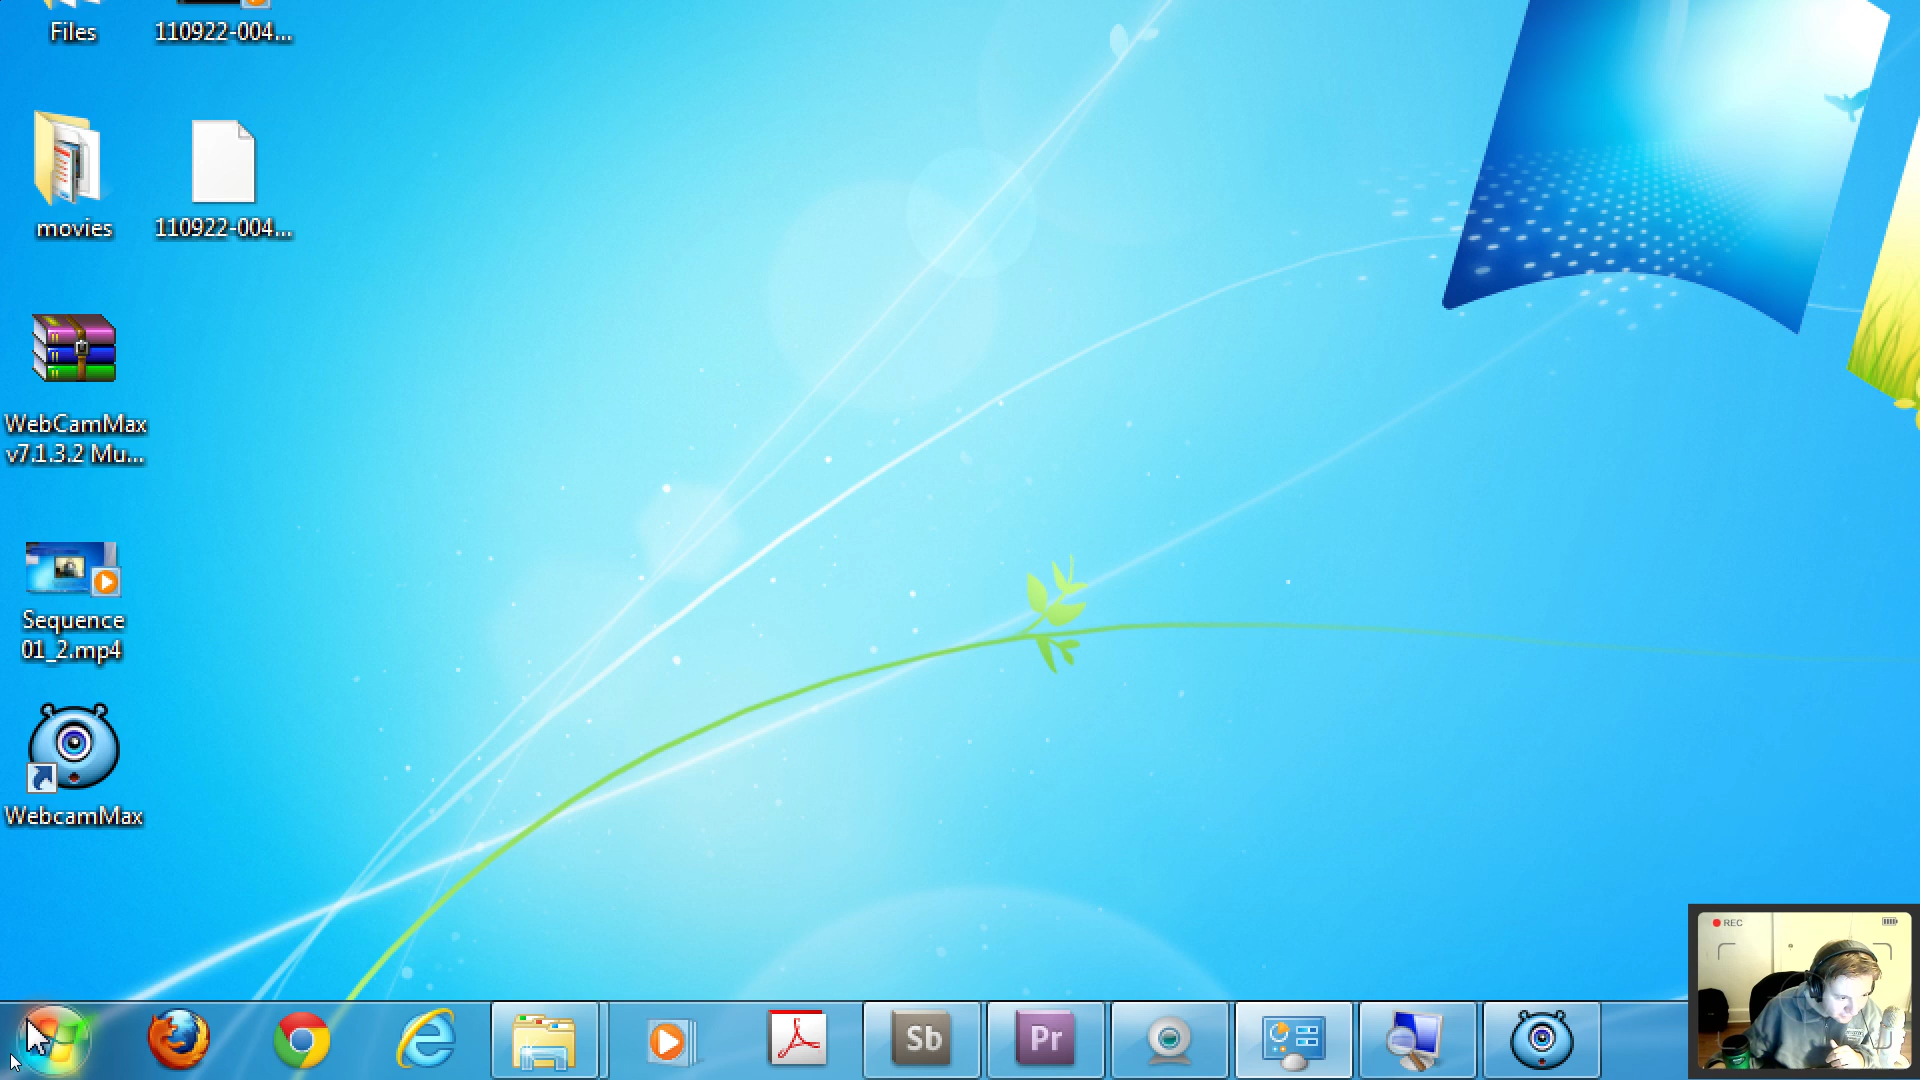 Files
110922-004...
movies
110922-004...
WebCamMax
v7.1.3.2 Mu...
Sequence
01_2.mp4
WebcamMax
REC
Sb
Pr